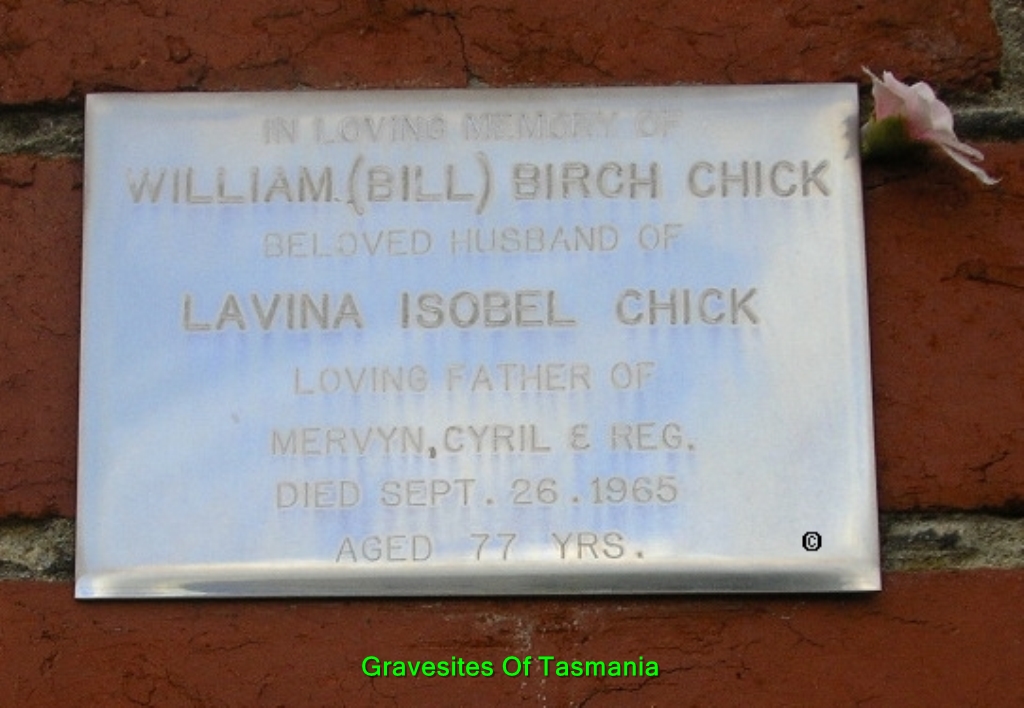 IN LOVING MEMORY OF
WILLIAM.(BILL) BIRCH CHICK
BELOVED HUSBAND OF
LAVINA ISOBEL CHICK
LOVING FATHER OF
MERVYN, CYRIL & REG.
DIED SEPT. 26. 1965
AGED 77 YRS.
©
Gravesites Of Tasmania